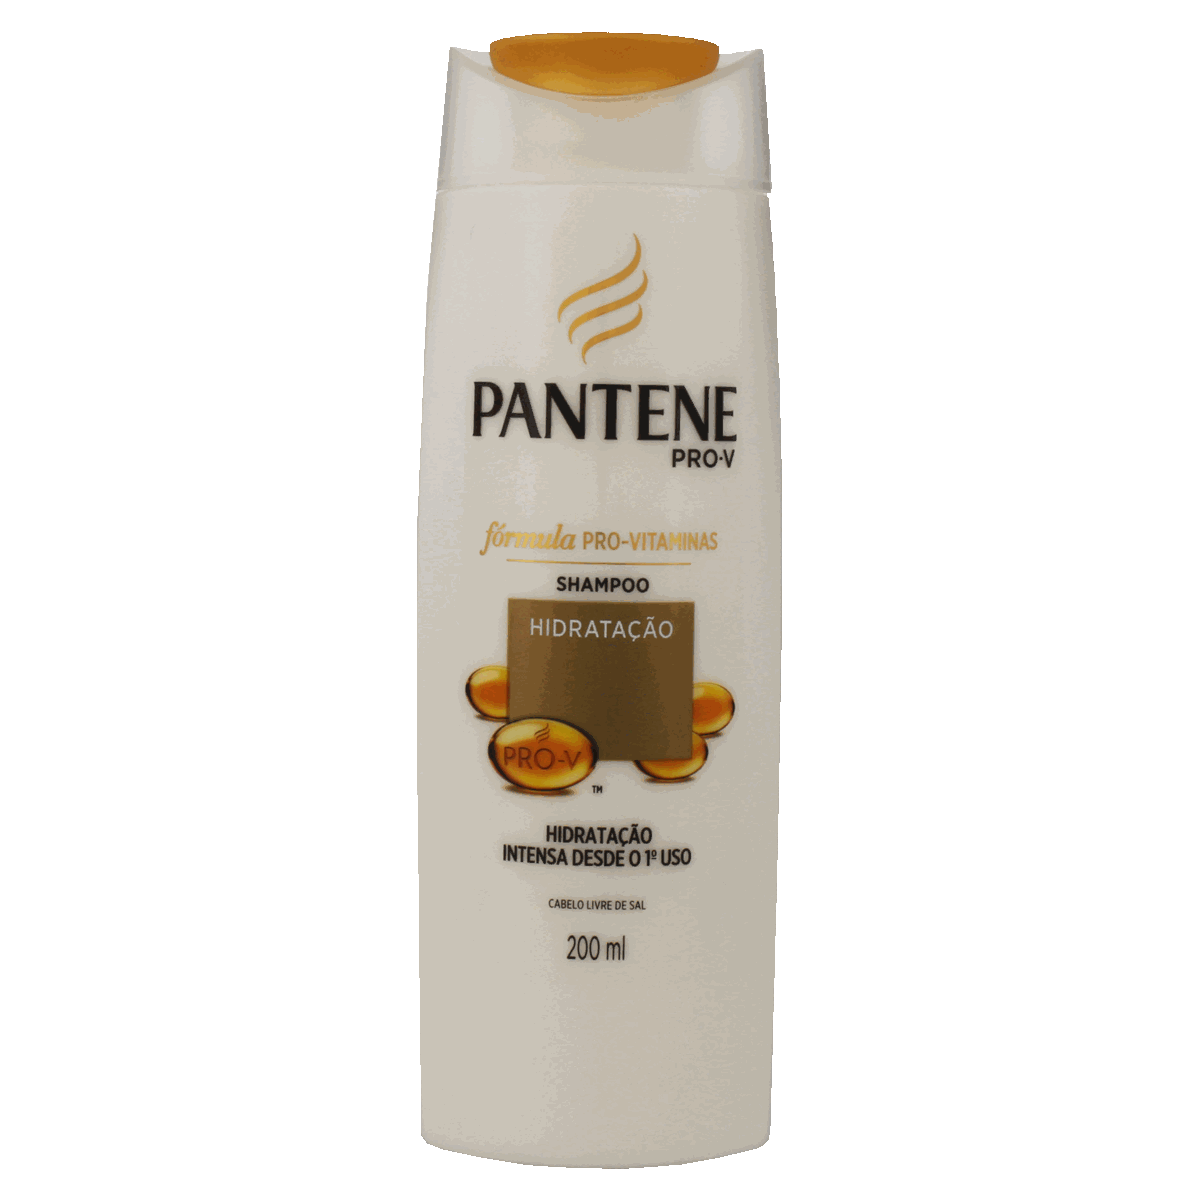 PANTENE
PRO-V
fórmula PRO-VITAMINAS
SHAMPOO
HIDRATAÇÃO
PRO-V
TM
HIDRATAÇÃO
INTENSA DESDE O 1º USO
CABELO LIVRE DE SAL
200 ml